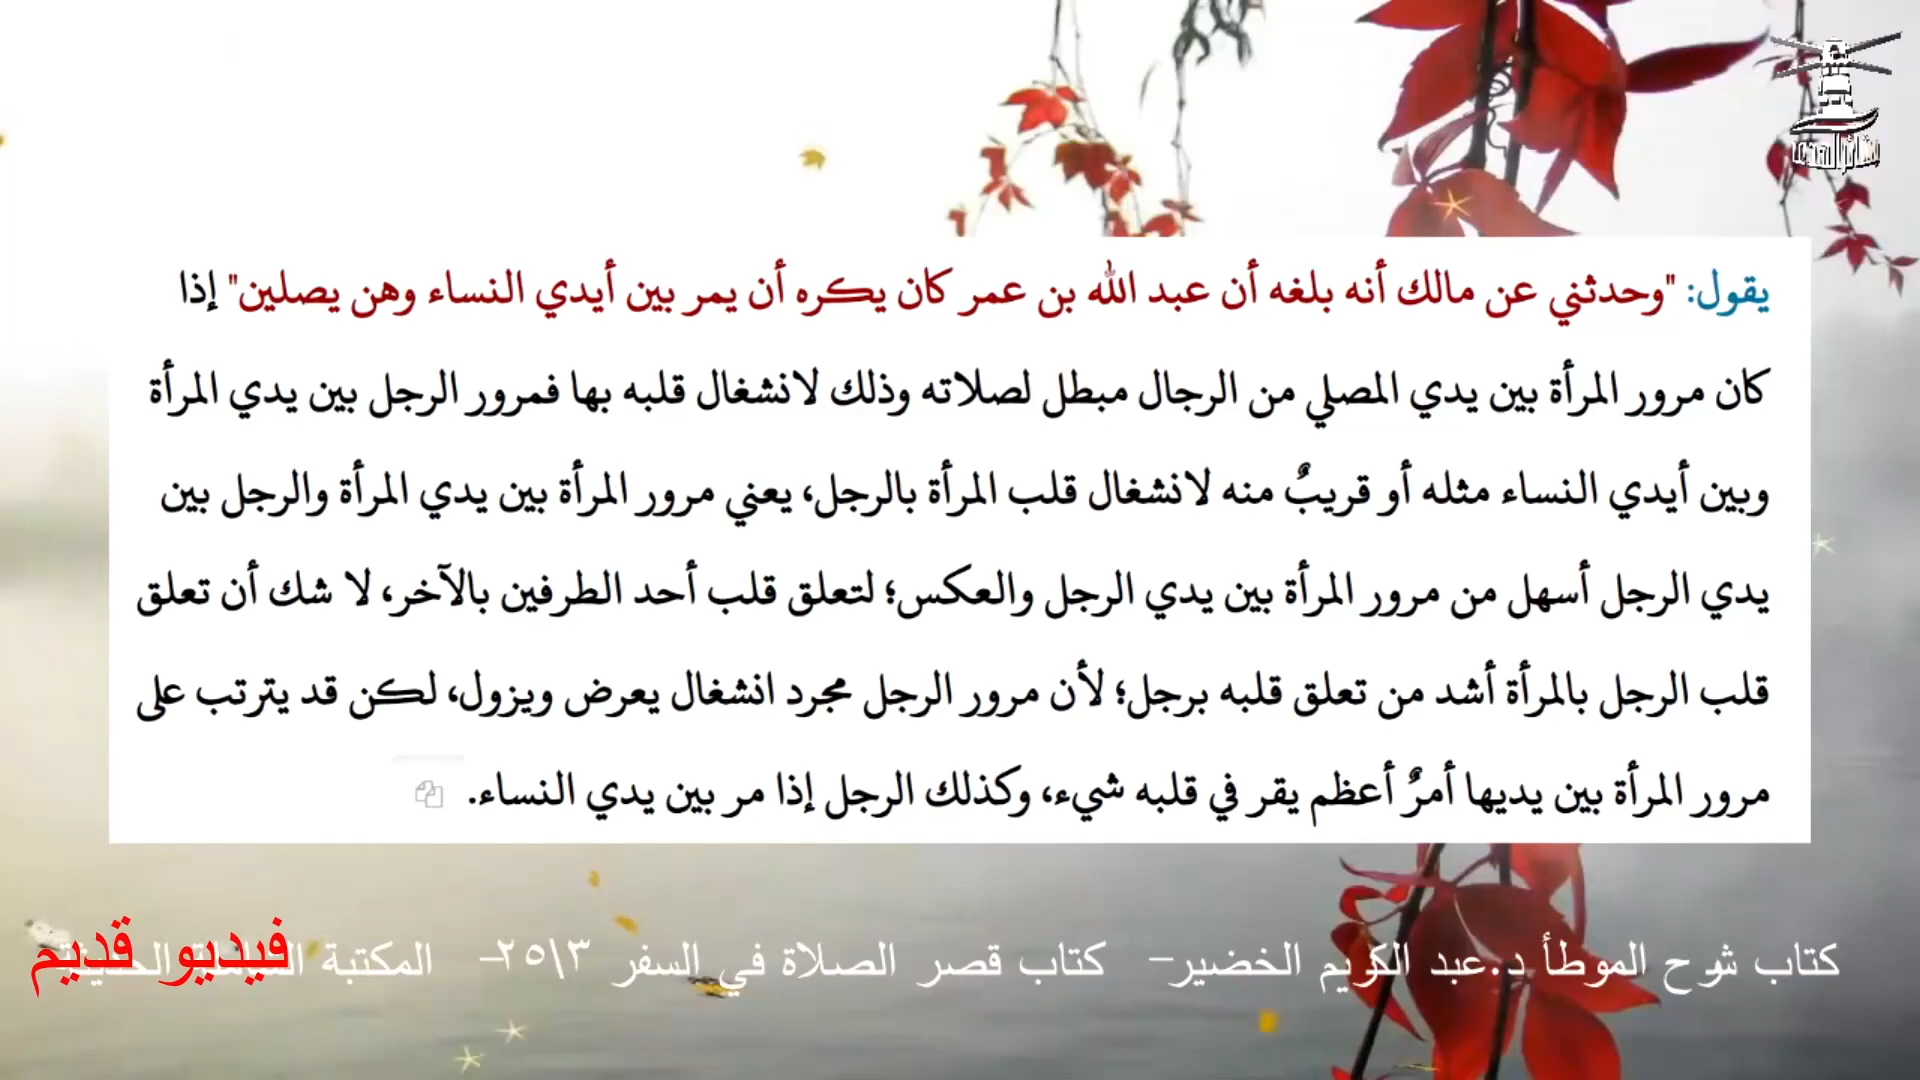 يقول: "وحدثني عن مالك أنه بلغه أن عبد الله بن عمر كان يكره أن يمر بين أيدي النساء وهن يصلين" إذا
كان مرور المرأة بين يدي المصلي من الرجال مبطل لصلاته وذلك لانشغال قلبه بها فمرور الرجل بين يدي المرأة
وبين أيدي النساء مثله أو قريبٌ منه لانشغال قلب المرأة بالرجل، يعني مرور المرأة بين يدي المرأة والرجل بين
يدي الرجل أسهل من مرور المرأة بين يدي الرجل والعكس؛ لتعلق قلب أحد الطرفين بالآخر، لا شك أن تعلق
قلب الرجل بالمرأة أشد من تعلق قلبه برجل؛ لأن مرور الرجل مجرد انشغال يعرض ويزول، لكن قد يترتب على
مرور المرأة بين يديها أمرٌ أعظم يقر في قلبه شيء، وكذلك الرجل إذا مر بين يدي النساء.
كتاب شرح الموطأ د.عبد الكريم الخضير- كتاب قصر الصلاة في السفر ٣\٢٥- المكتبة
فيديو قديم